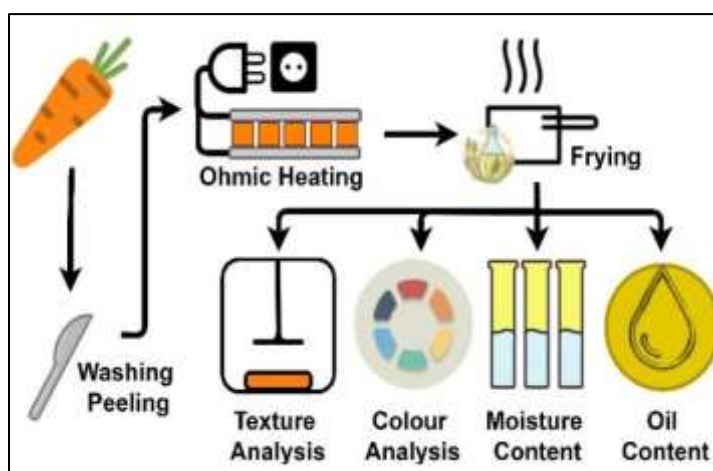 Ohmic Heating
Frying
Washing
Peeling
Texture
Analysis
Colour
Analysis
Moisture
Content
Oil
Content